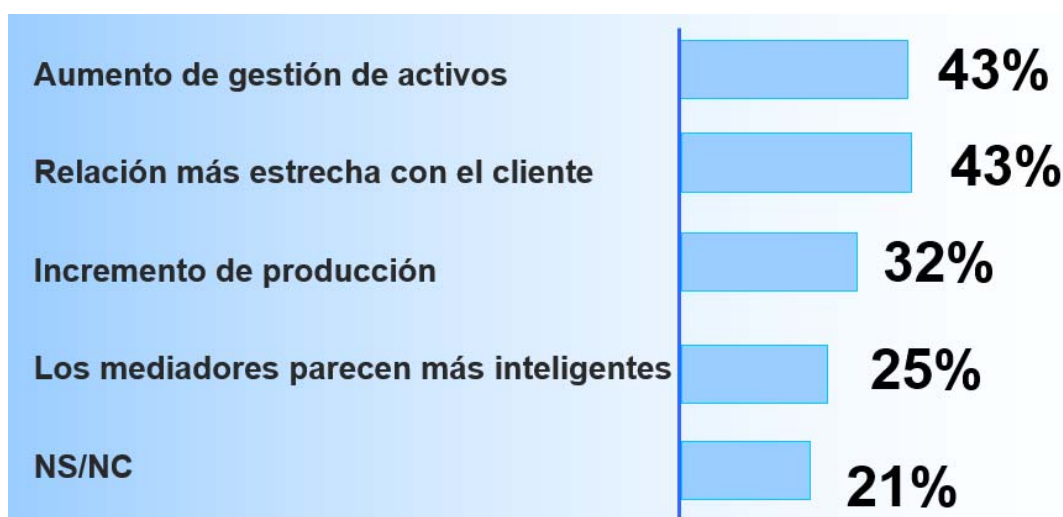 Aumento de gestión de activos 43%
Relación más estrecha con el cliente 43%
Incremento de producción 32%
Los mediadores parecen más inteligentes 25%
NS/NC 21%